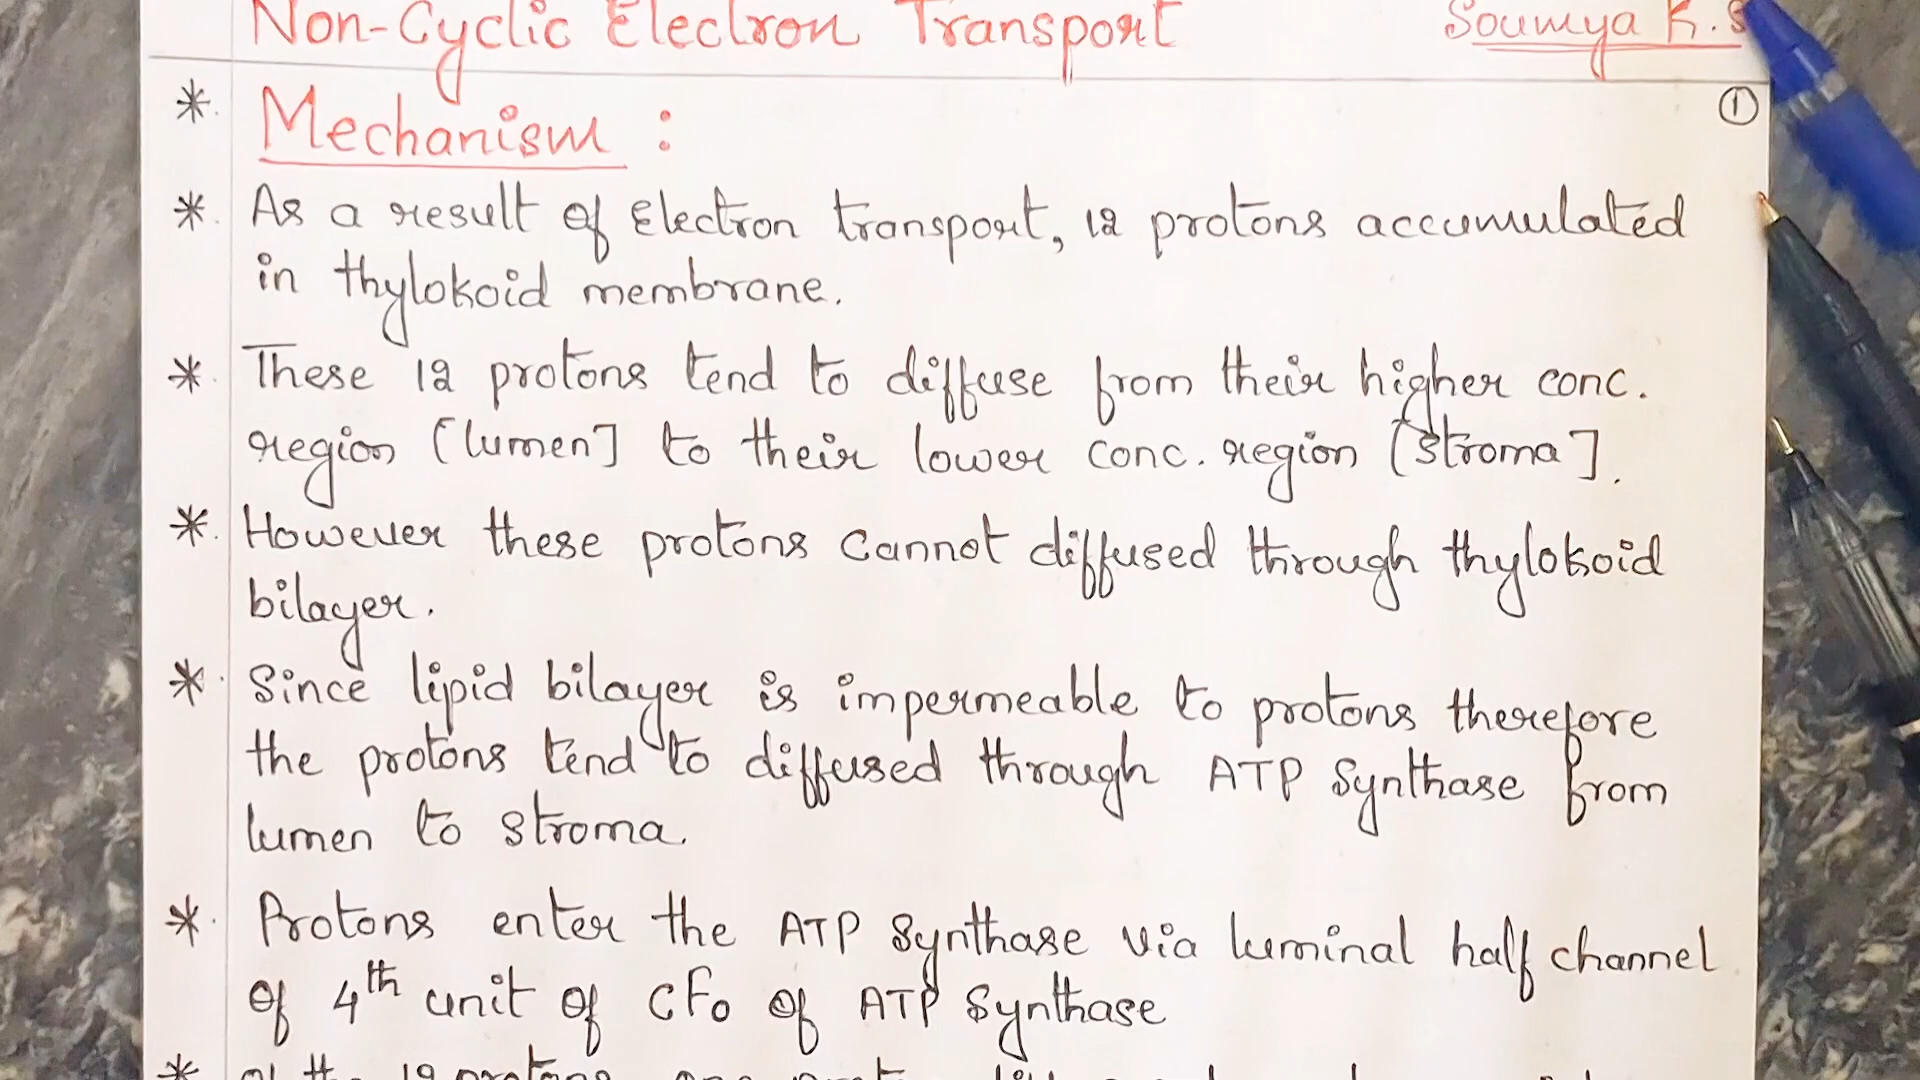 Non-Cyclic Electron Transport Soumya K.S
①
* Mechanism :
* As a result of Electron transport, 12 protons accumulated
in thylokoid membrane.
* These 12 protons tend to diffuse from their higher conc.
region [lumen] to their lower conc. region [stroma].
* However these protons cannot diffused through thylokoid
bilayer.
* Since lipid bilayer is impermeable to protons therefore
the protons tend to diffused through ATP Synthase from
lumen to stroma.
* Protons enter the ATP Synthase via luminal half channel
of 4th unit of CF₀ of ATP Synthase
* 12 protons